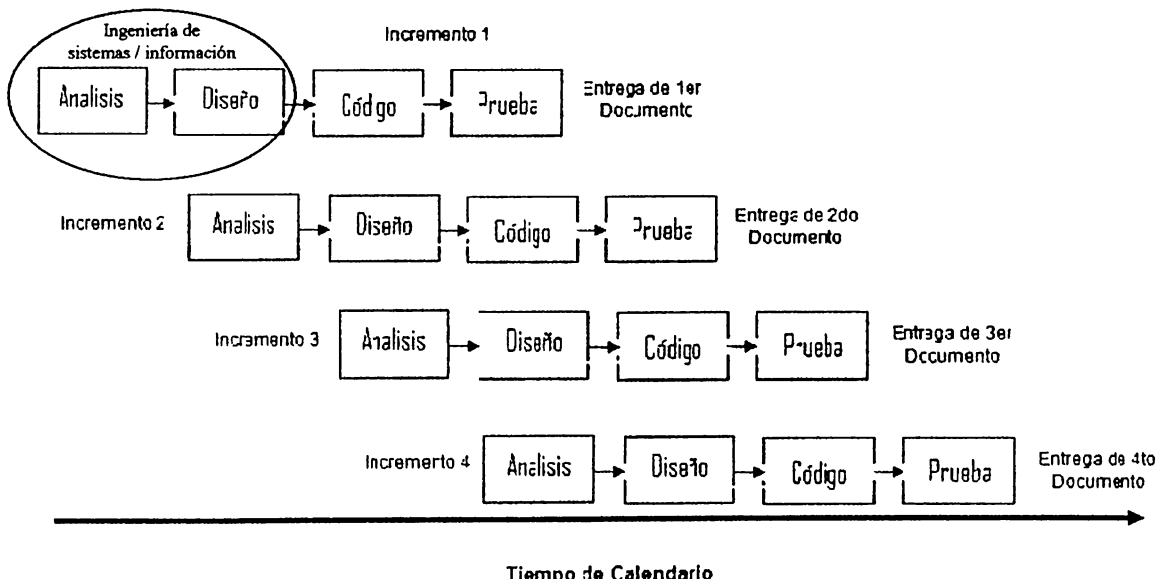 Ingeniería de
sistemas / información
Incremento 1
Analisis
Diseño
Código
Prueba
Entrega de 1er
Documento
Incremento 2
Analisis
Diseño
Código
Prueba
Entrega de 2do
Documento
Incremento 3
Analisis
Diseño
Código
Prueba
Entrega de 3er
Documento
Incremento 4
Analisis
Diseño
Código
Prueba
Entrega de 4to
Documento
Tiempo de Calendario